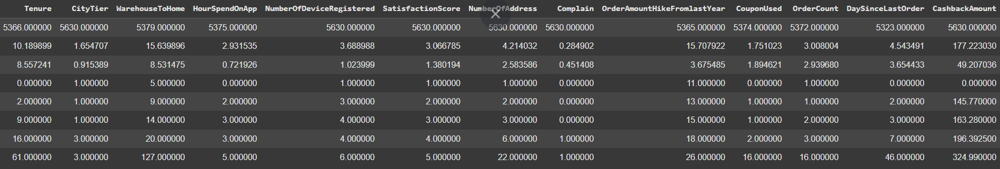 Tenure CityTier WarehouseToHome HourSpendOnApp NumberOfDeviceRegistered SatisfactionScore NumberOfAddress Complain OrderAmountHikeFromlastYear CouponUsed OrderCount DaySinceLastOrder CashbackAmount
5366.000000 5630.000000 5379.000000 5375.000000 5630.000000 5630.000000 5630.000000 5630.000000 5365.000000 5374.000000 5372.000000 5323.000000 5630.000000
10.189899 1.654707 15.639896 2.931535 3.688988 3.066785 4.214032 0.284902 15.707922 1.751023 3.008004 4.543491 177.223030
8.557241 0.915389 8.531475 0.721926 1.023999 1.380194 2.583586 0.451408 3.675485 1.894621 2.939680 3.654433 49.207036
0.000000 1.000000 5.000000 0.000000 1.000000 1.000000 1.000000 0.000000 11.000000 0.000000 1.000000 0.000000 0.000000
2.000000 1.000000 9.000000 2.000000 3.000000 2.000000 2.000000 0.000000 13.000000 1.000000 1.000000 2.000000 145.770000
9.000000 1.000000 14.000000 3.000000 4.000000 3.000000 3.000000 0.000000 15.000000 1.000000 2.000000 3.000000 163.280000
16.000000 3.000000 20.000000 3.000000 4.000000 4.000000 6.000000 1.000000 18.000000 2.000000 3.000000 7.000000 196.392500
61.000000 3.000000 127.000000 5.000000 6.000000 5.000000 22.000000 1.000000 26.000000 16.000000 16.000000 46.000000 324.990000